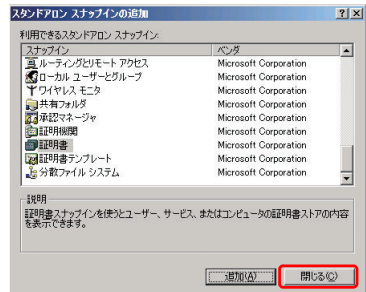 スタンドアロン スナップインの追加
利用できるスタンドアロン スナップイン:
スナップイン ベンダ
ルーティングとリモート アクセス Microsoft Corporation
ローカル ユーザーとグループ Microsoft Corporation
ワイヤレス モニタ Microsoft Corporation
共有フォルダ Microsoft Corporation
承認マネージャ Microsoft Corporation
証明機関 Microsoft Corporation
証明書 Microsoft Corporation
証明書テンプレート Microsoft Corporation
分散ファイル システム Microsoft Corporation
説明
証明書スナップインを使うとユーザー、サービス、またはコンピュータの証明書ストアの内容
を表示できます。
追加(A) 閉じる(C)